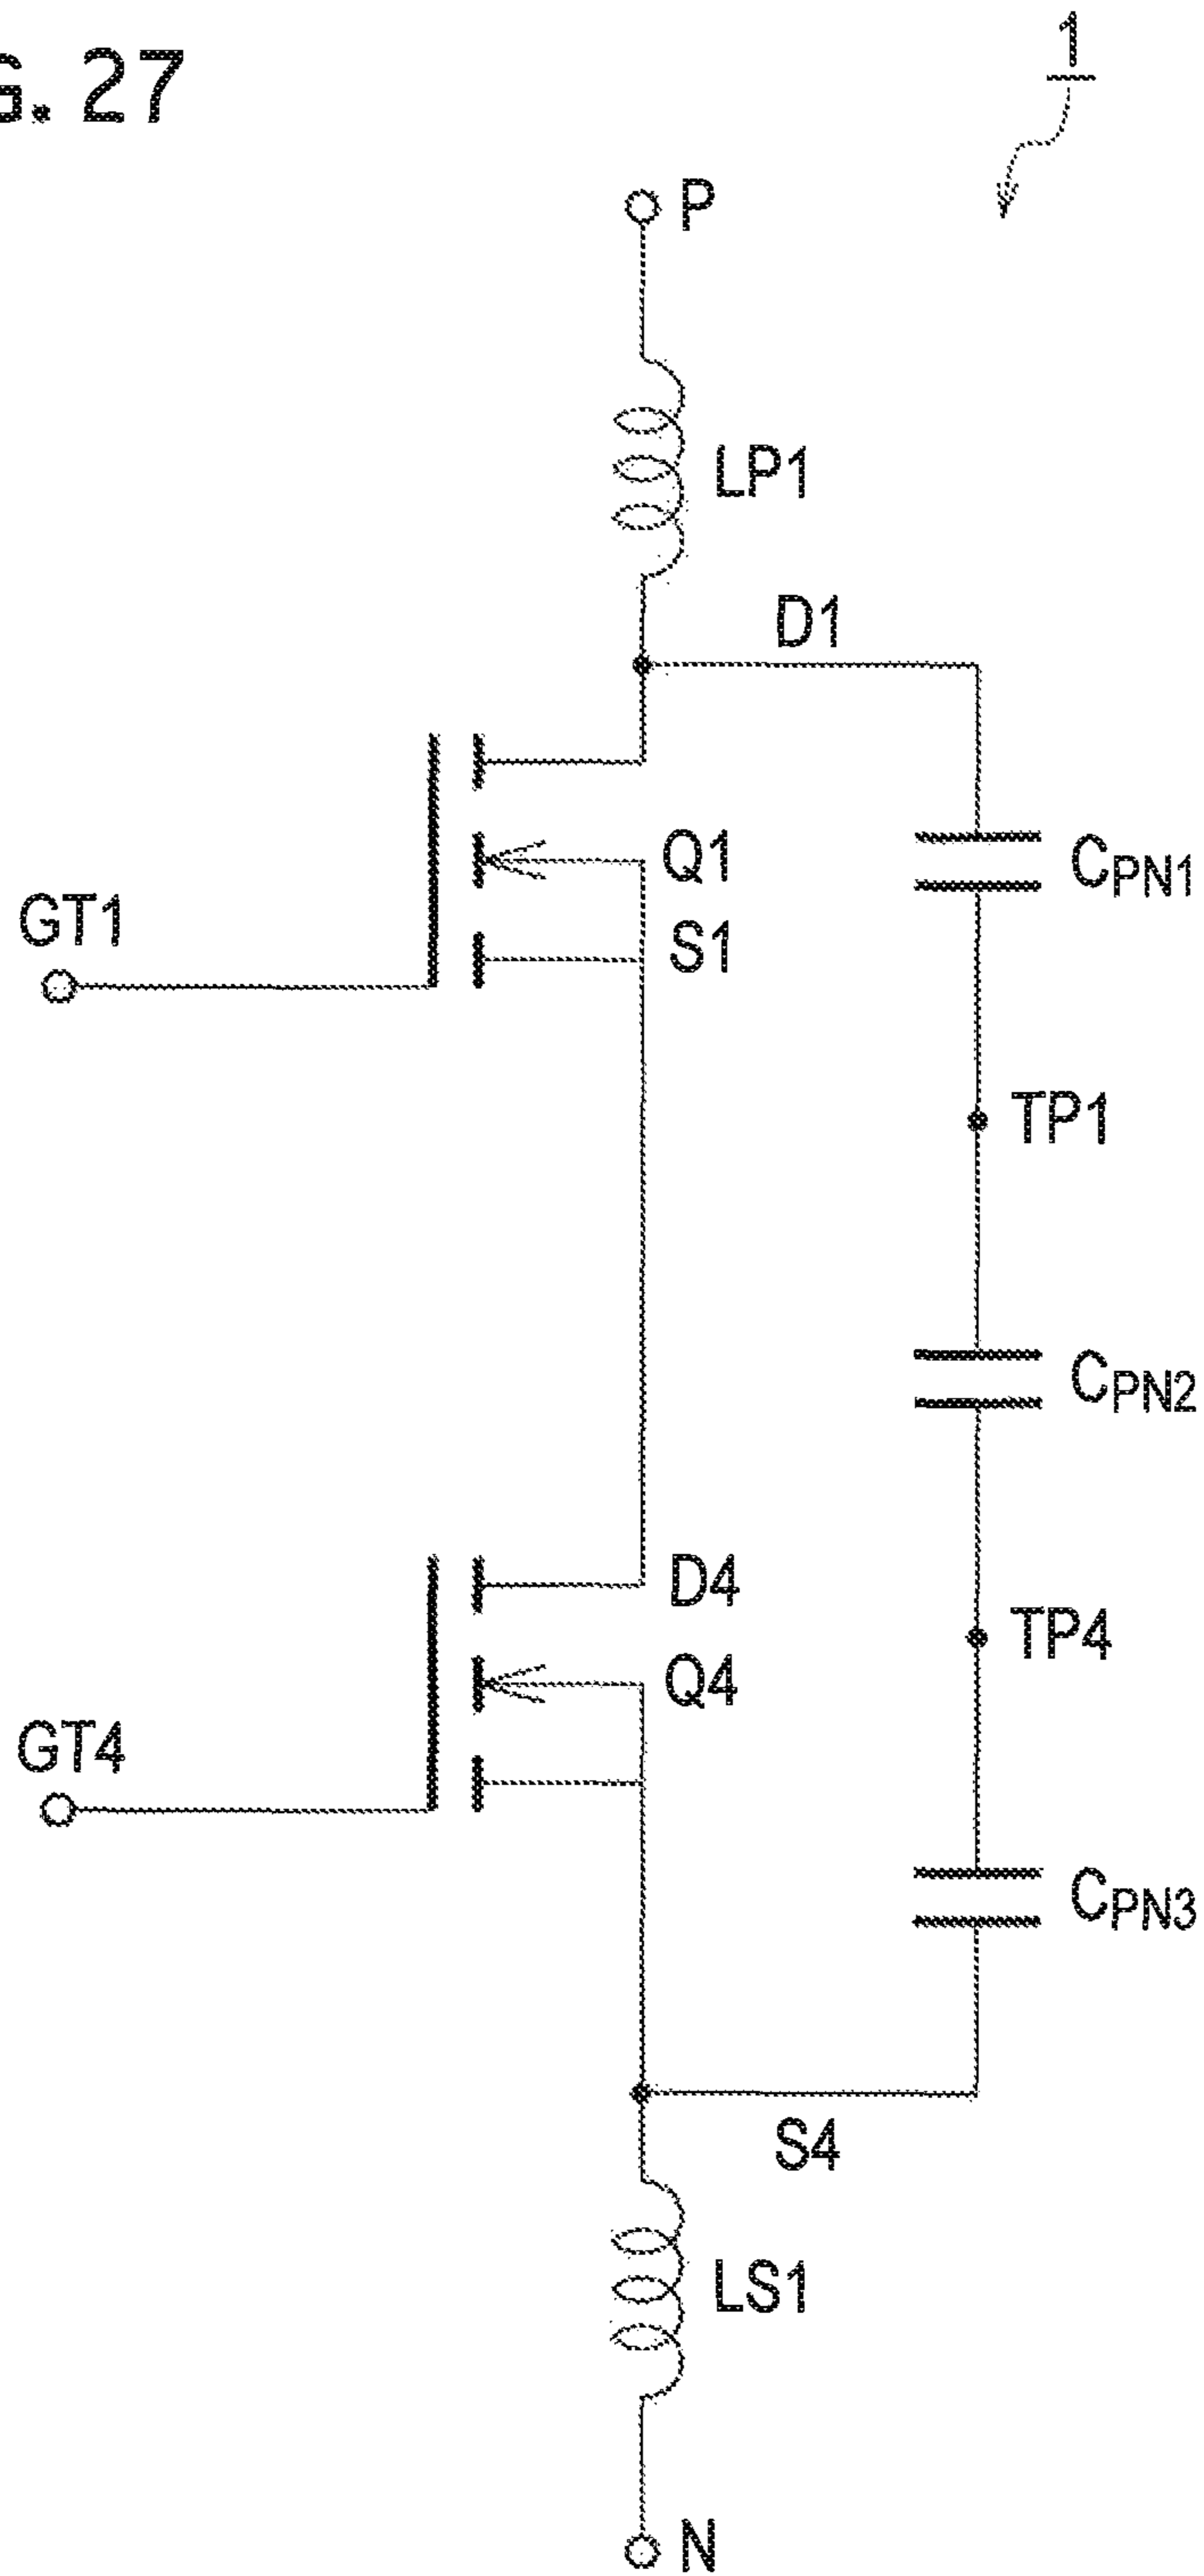 G. 27
1
P
LP1
D1
Q1
CPN1
S1
GT1
TP1
CPN2
D4
TP4
Q4
GT4
CPN3
S4
LS1
N